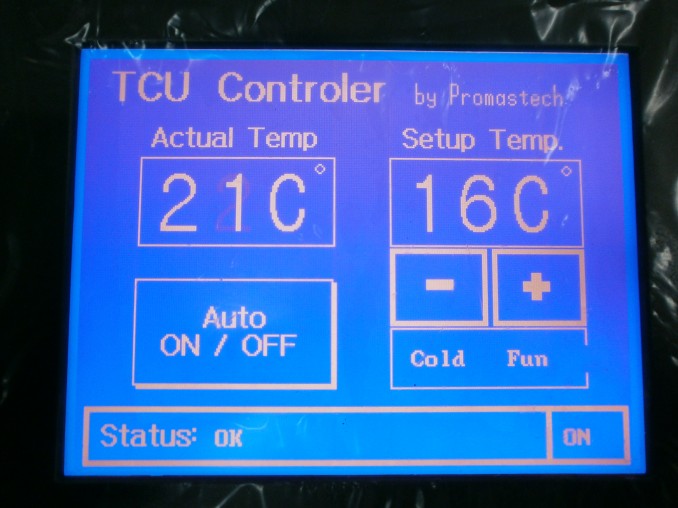 TCU Controler by Promastech.
Actual Temp
Setup Temp.
21C°
16C°
- +
Auto
ON / OFF
Cold Fun
Status: OK
ON